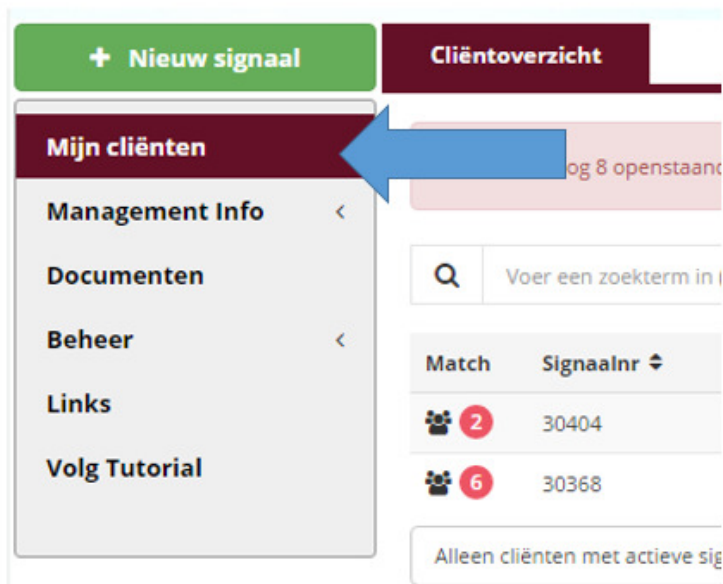 + Nieuw signaal
Cliëntoverzicht
Mijn cliënten
Management Info
Documenten
Beheer
Links
Volg Tutorial
og 8 openstaand
Voer een zoekterm in
Match Signaalnr
2 30404
6 30368
Alleen cliënten met actieve sig